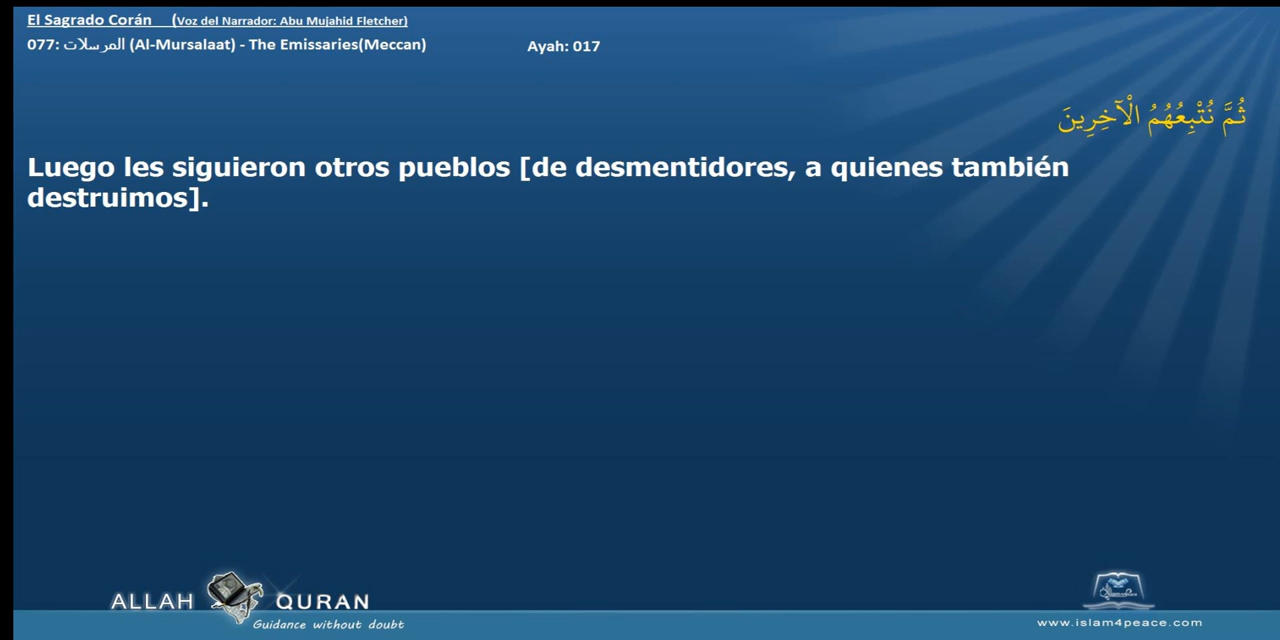 El Sagrado Corán (Voz del Narrador: Abu Mujahid Fletcher)
077: المرسلات (Al-Mursalaat) - The Emissaries(Meccan) Ayah: 017
ثُمَّ نُتْبِعُهُمُ الْآخِرِينَ
Luego les siguieron otros pueblos [de desmentidores, a quienes también
destruimos].
ALLAH QURAN
Guidance without doubt
www.islam4peace.com